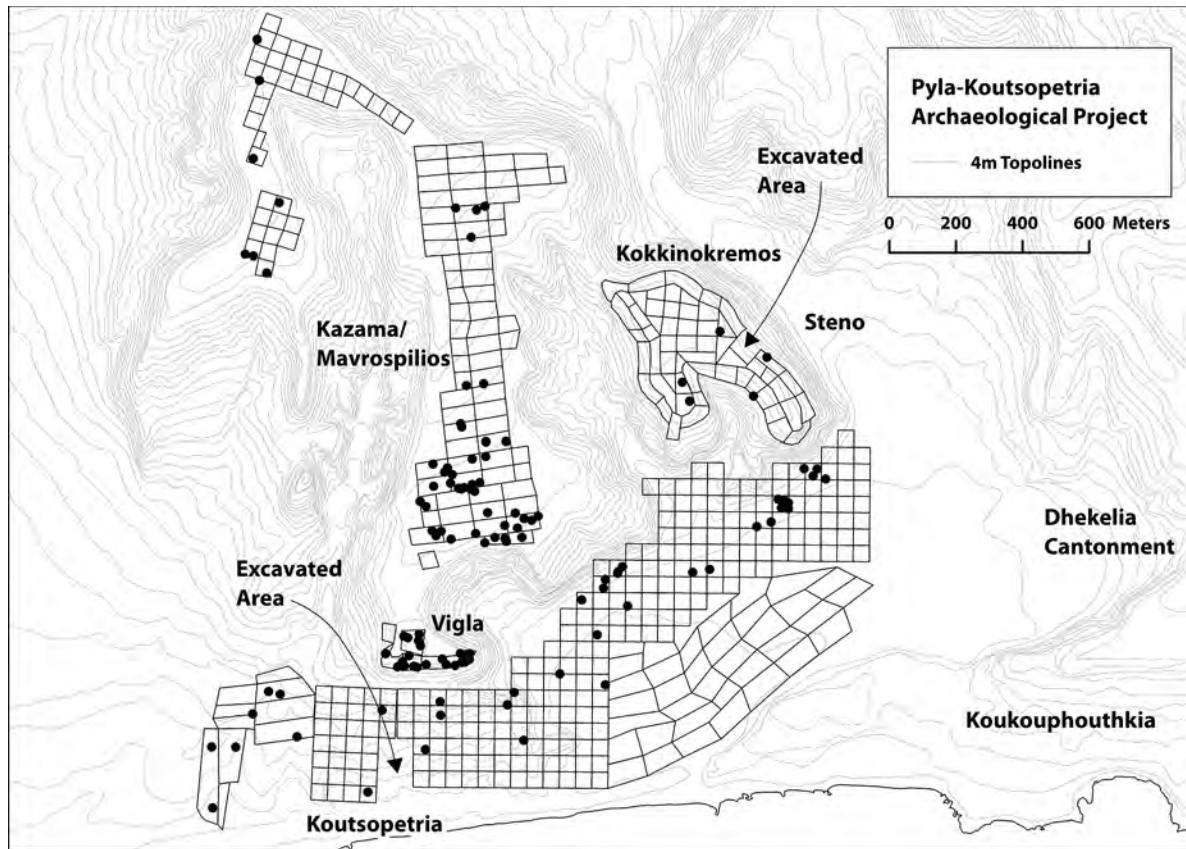 Pyla-Koutsopetria
Archaeological Project
4m Topolines
0 200 400 600 Meters
Excavated
Area
Kokkinokremos
Steno
Kazama/
Mavrospilios
Dhekelia
Cantonment
Excavated
Area
Vigla
Koukouphouthkia
Koutsopetria